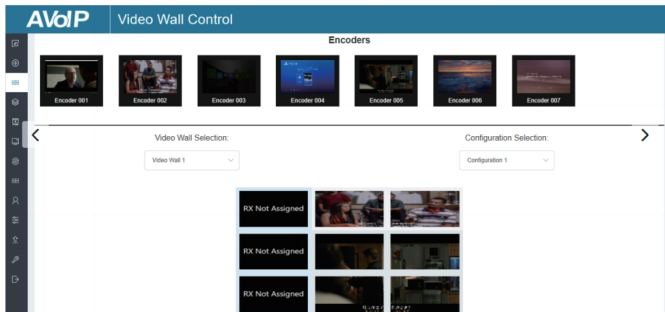 AVoIP
Video Wall Control
Encoders
Encoder 001
Encoder 002
Encoder 003
Encoder 004
Encoder 005
Encoder 006
Encoder 007
Video Wall Selection:
Configuration Selection:
Video Wall 1
Configuration 1
RX Not Assigned
RX Not Assigned
RX Not Assigned